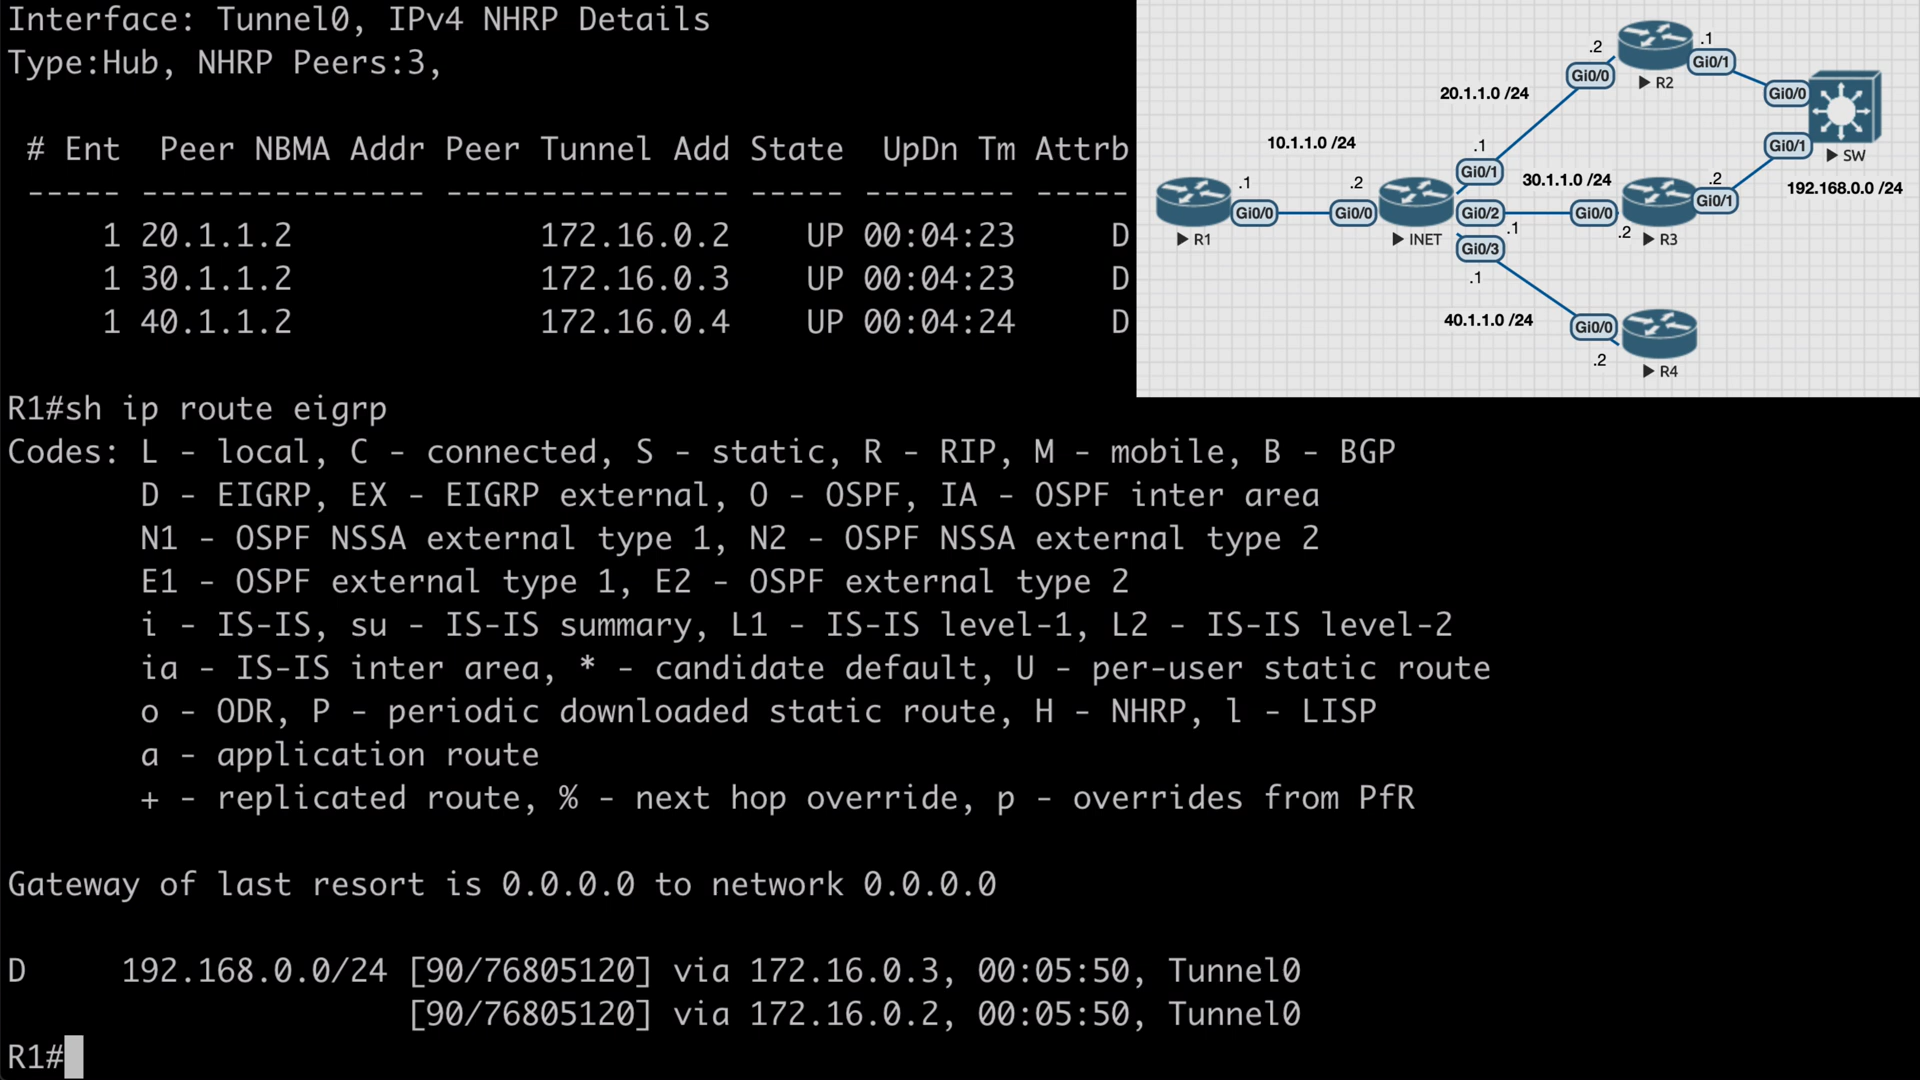 Interface: Tunnel0, IPv4 NHRP Details
Type:Hub, NHRP Peers:3,
# Ent Peer NBMA Addr Peer Tunnel Add State UpDn Tm Attrb
----- --------------- --------------- ----- -------- -----
1 20.1.1.2 172.16.0.2 UP 00:04:23 D
1 30.1.1.2 172.16.0.3 UP 00:04:23 D
1 40.1.1.2 172.16.0.4 UP 00:04:24 D
R1#sh ip route eigrp
Codes: L - local, C - connected, S - static, R - RIP, M - mobile, B - BGP
D - EIGRP, EX - EIGRP external, O - OSPF, IA - OSPF inter area
N1 - OSPF NSSA external type 1, N2 - OSPF NSSA external type 2
E1 - OSPF external type 1, E2 - OSPF external type 2
i - IS-IS, su - IS-IS summary, L1 - IS-IS level-1, L2 - IS-IS level-2
ia - IS-IS inter area, * - candidate default, U - per-user static route
o - ODR, P - periodic downloaded static route, H - NHRP, l - LISP
a - application route
+ - replicated route, % - next hop override, p - overrides from PfR
Gateway of last resort is 0.0.0.0 to network 0.0.0.0
D 192.168.0.0/24 [90/76805120] via 172.16.0.3, 00:05:50, Tunnel0
[90/76805120] via 172.16.0.2, 00:05:50, Tunnel0
R1#
.2
.1
Gi0/0
Gi0/1
R2
Gi0/0
20.1.1.0 /24
10.1.1.0 /24
.1
Gi0/1
Gi0/1
SW
.1
.2
Gi0/1
30.1.1.0 /24
.2
192.168.0.0 /24
Gi0/0
Gi0/0
Gi0/2
Gi0/0
R1
INET
.1
.2
R3
Gi0/3
.1
40.1.1.0 /24
Gi0/0
.2
R4